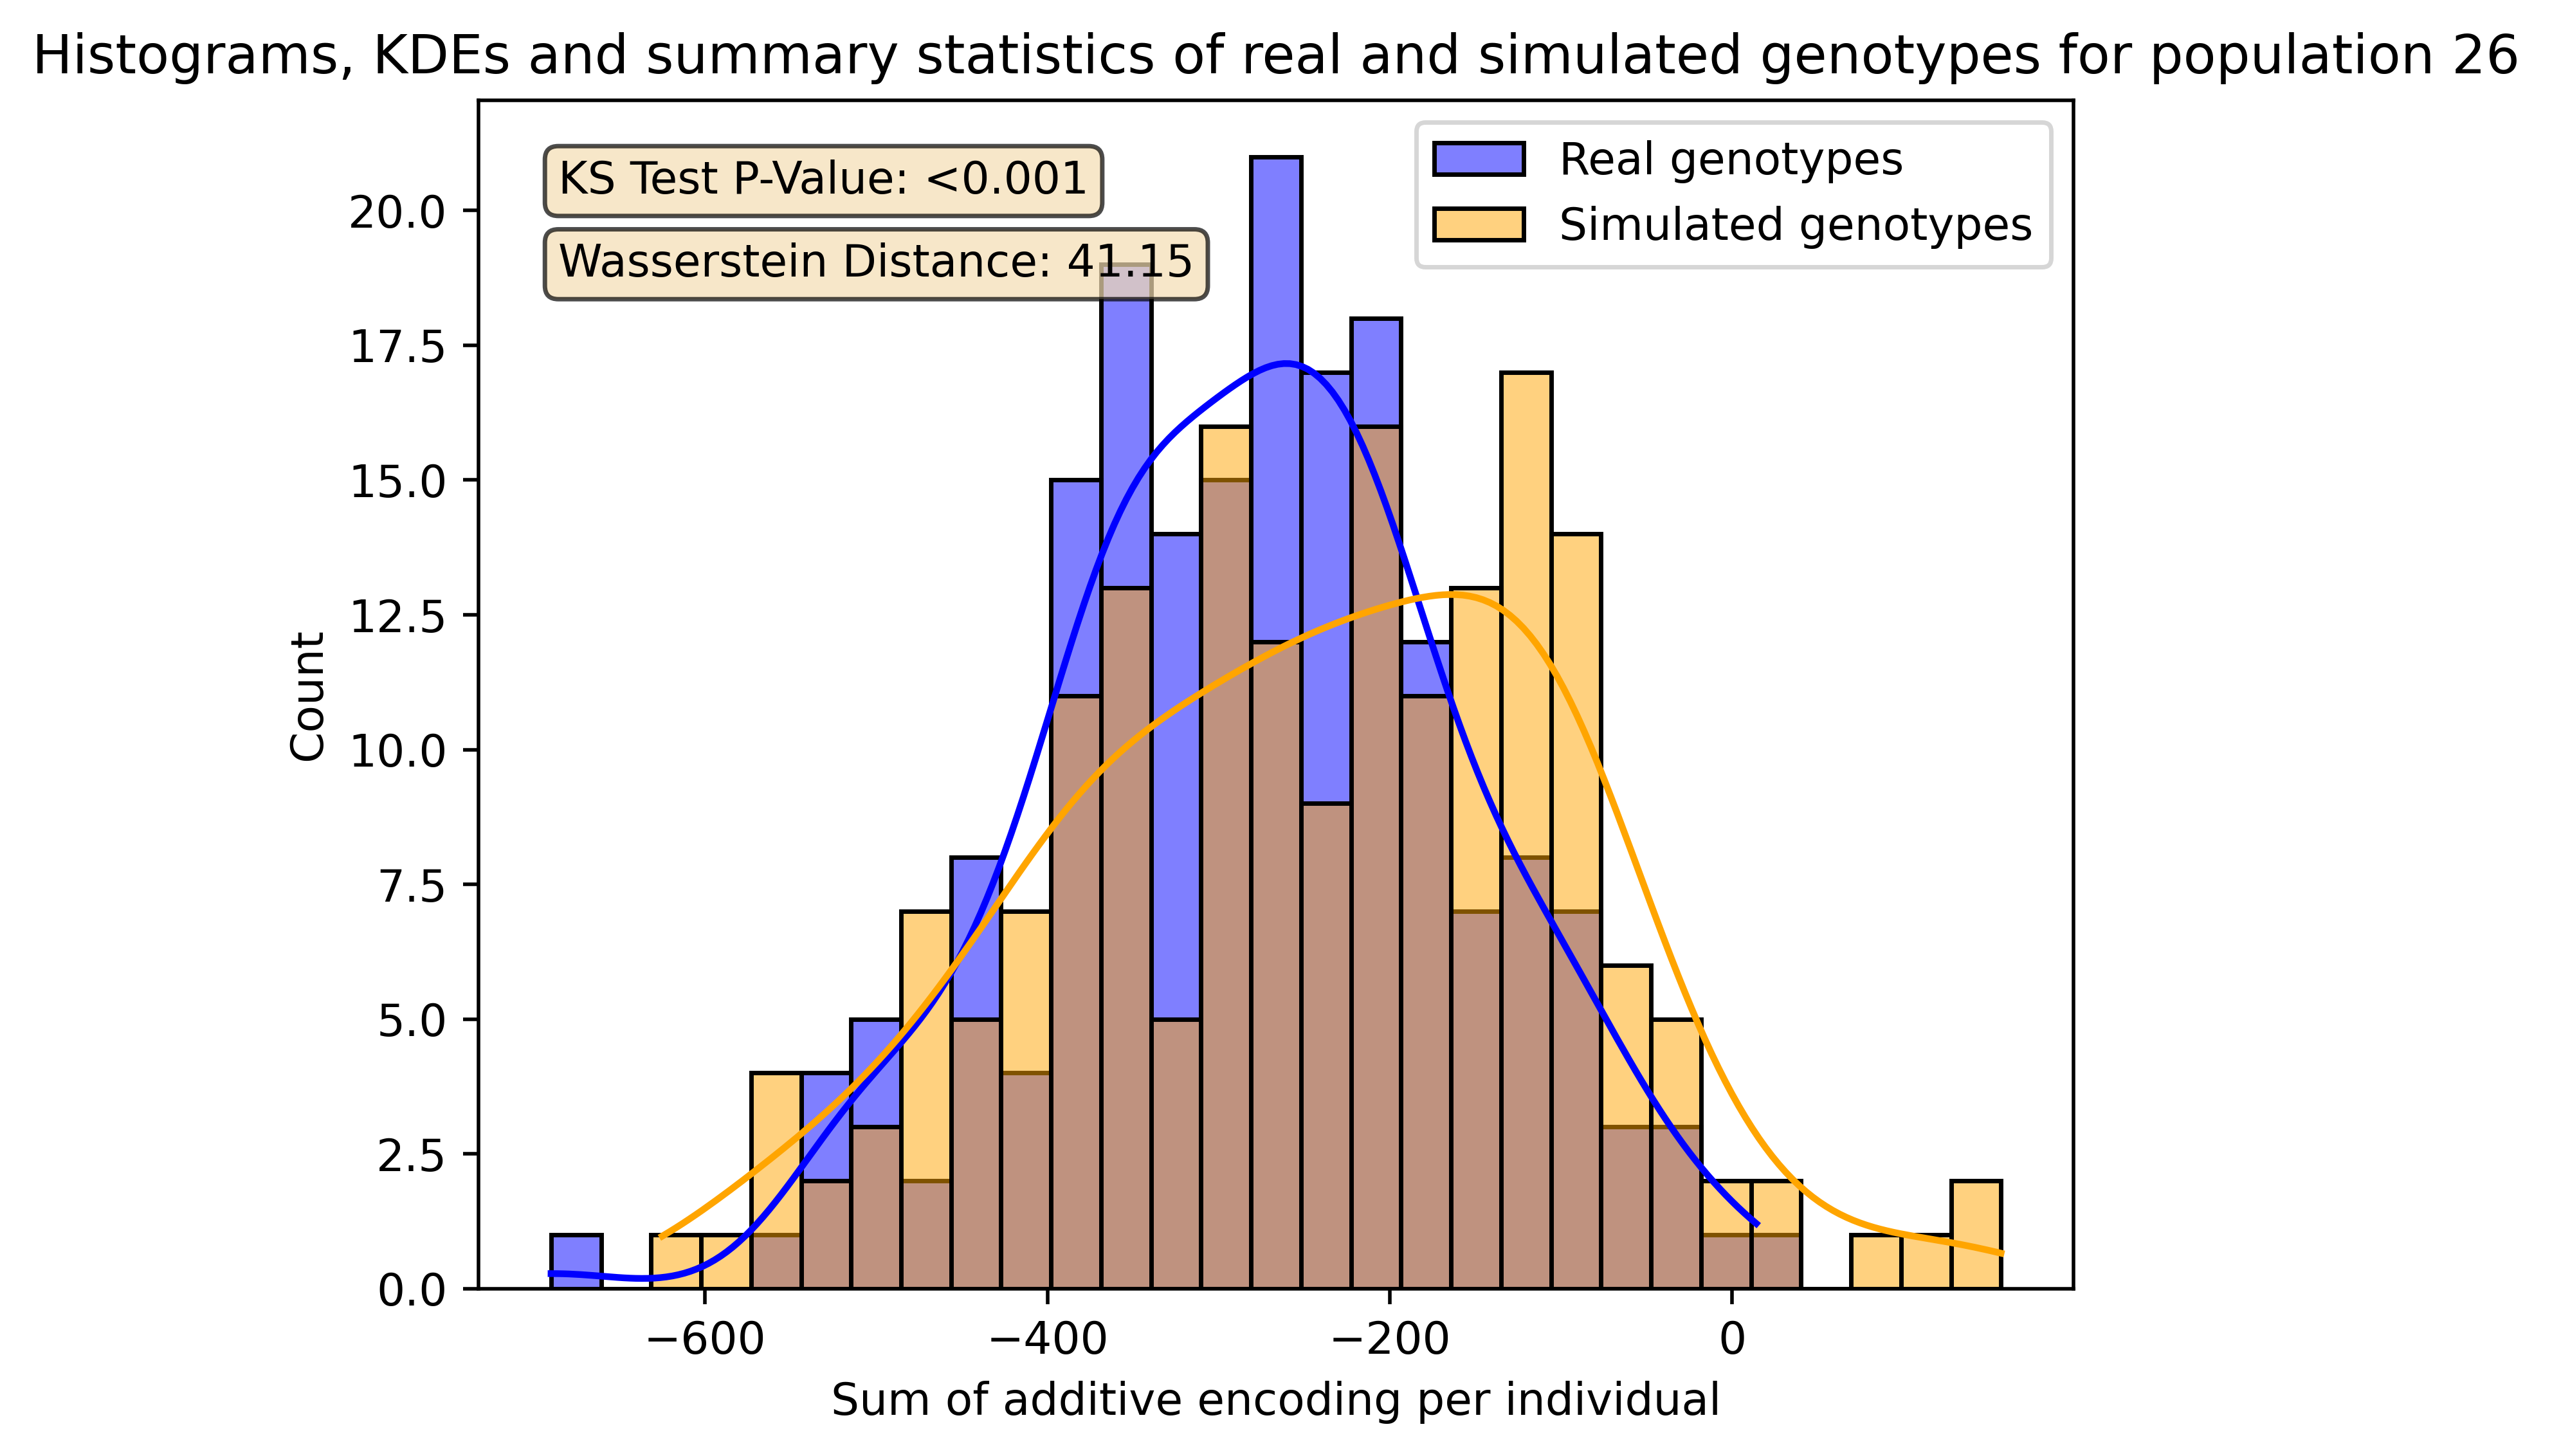 Histograms, KDEs and summary statistics of real and simulated genotypes for population 26
KS Test P-Value: <0.001
Wasserstein Distance: 41.15
Real genotypes
Simulated genotypes
20.0
17.5
15.0
12.5
10.0
7.5
5.0
2.5
0.0
Count
−600
−400
−200
0
Sum of additive encoding per individual